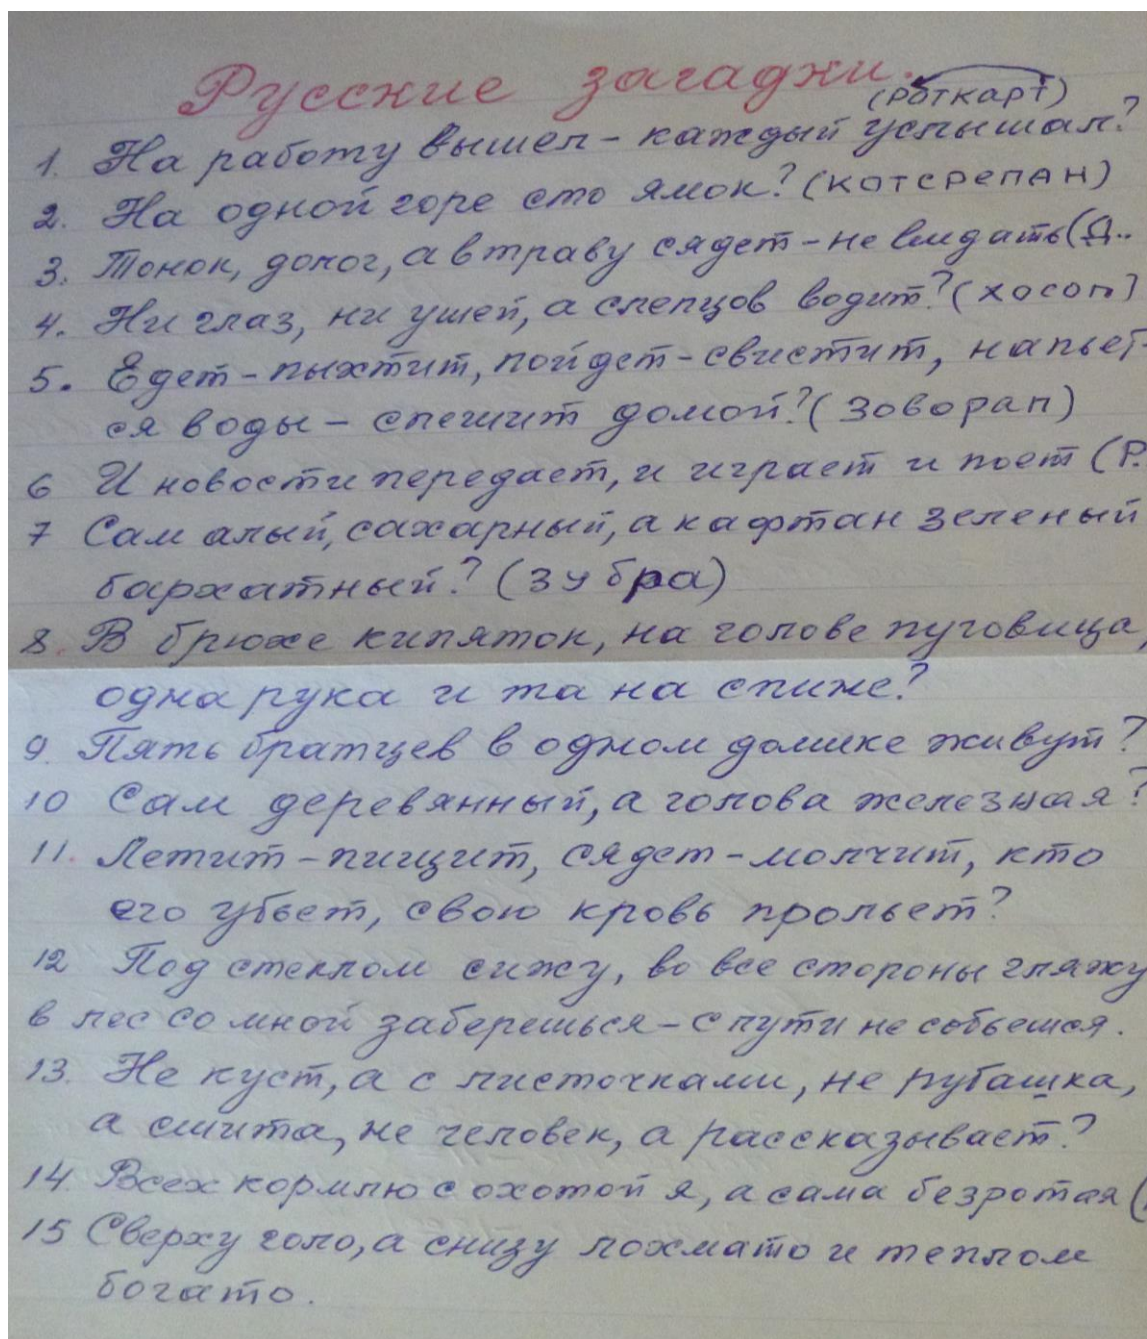 Русские загадки.
(РОТКАРТ)
1. На работу вышел - каждый услышал?
2. На одной горе сто ямок? (КОТСРЕПАН)
3. Тонок, долог, а в траву сядет - не видать (Д..
4. Ни глаз, ни ушей, а слепцов водит? (ХОСОП)
5. Едет - пыхтит, пойдет - свистит, напьет-
ся воды - спешит домой? (ЗОВОРАП)
6 И новости передает, и играет и поет (Р.
7 Сам алый, сахарный, а кафтан зеленый
бархатный? (ЗУбра)
8. В брюхе кипяток, на голове пуговица,
одна рука и та на спине?
9. Пять братцев в одном домике живут?
10 Сам деревянный, а голова железная?
11. Летит - пищит, сядет - молчит, кто
его убьет, свою кровь прольет?
12 Под стеклом сижу, во все стороны гляжу
в лес со мной заберешься - с пути не собьешся.
13. Не куст, а с листочками, не рубашка,
а сшита, не человек, а рассказывает?
14. Всех кормлю с охотой я, а сама безротая (
15 Сверху голо, а снизу лохмато и теплом
богато.